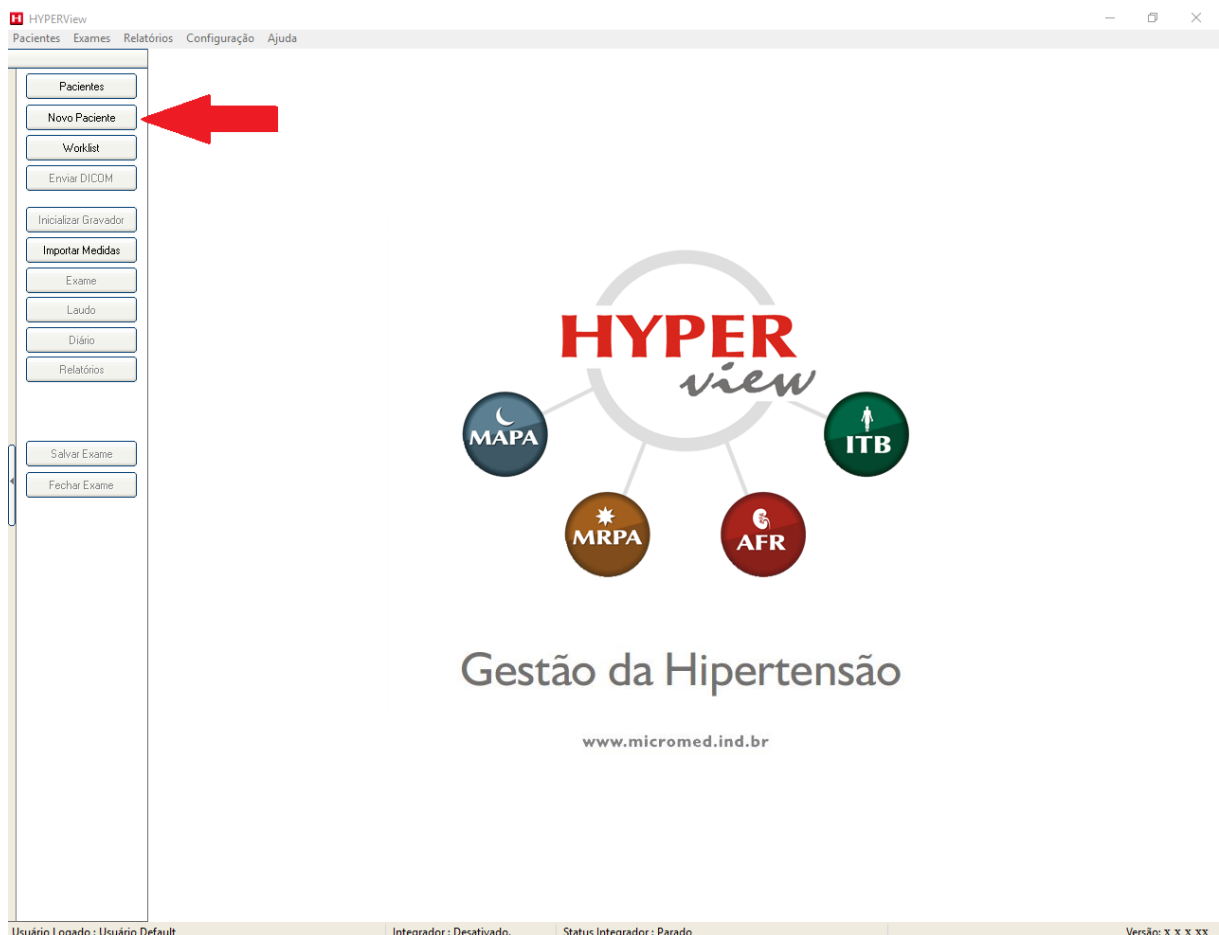 HYPERView
Pacientes Exames Relatórios Configuração Ajuda
Pacientes
Novo Paciente
Worklist
Enviar DICOM
Inicializar Gravador
Importar Medidas
Exame
Laudo
Diário
Relatórios
Salvar Exame
Fechar Exame
HYPER
view
MAPA
ITB
MRPA
AFR
Gestão da Hipertensão
www.micromed.ind.br
Usuário Logado : Usuário Default Integrador : Desativado. Status Integrador : Parado Versão: x.x.x.xx